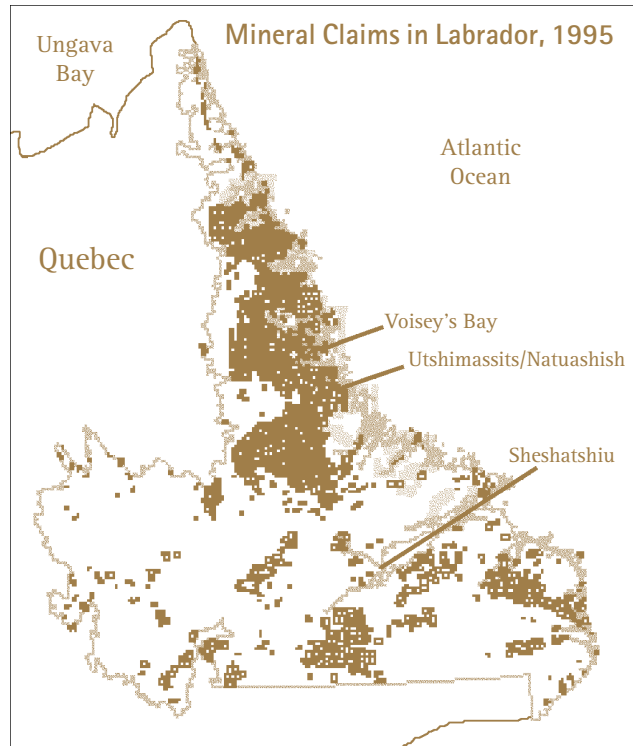 Mineral Claims in Labrador, 1995
Ungava
Bay
Atlantic
Ocean
Quebec
Voisey's Bay
Utshimassits/Natuashish
Sheshatshiu